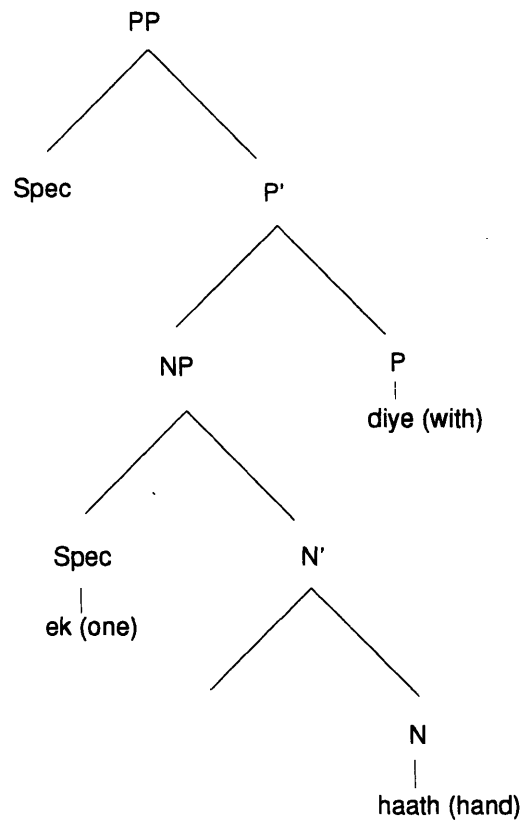 PP
Spec P'
NP P
diye (with)
Spec N'
ek (one)
N
haath (hand)